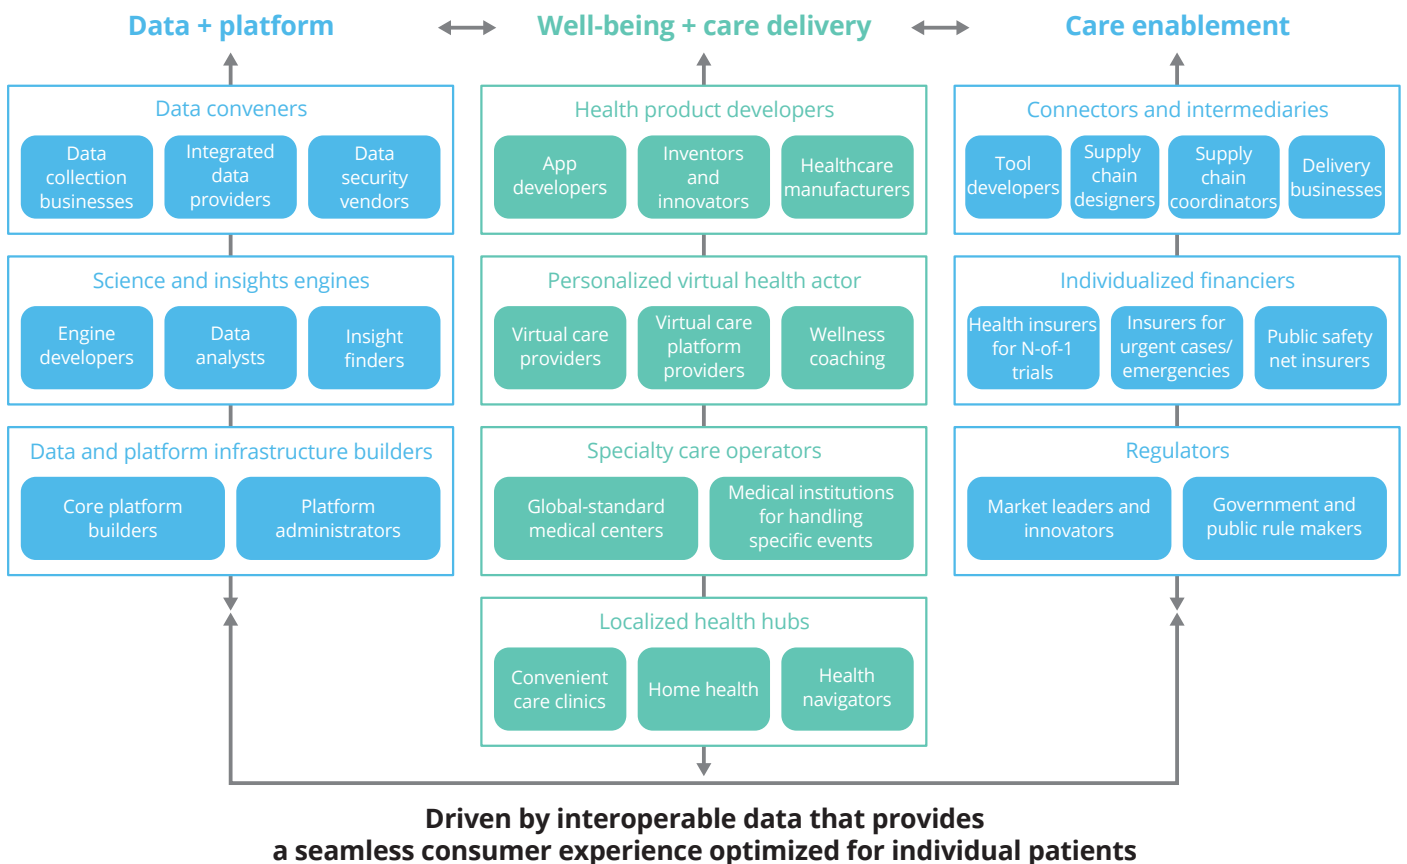 Data + platform
Well-being + care delivery
Care enablement
Data conveners
Data
collection
businesses
Integrated
data
providers
Data
security
vendors
Science and insights engines
Engine
developers
Data
analysts
Insight
finders
Data and platform infrastructure builders
Core platform
builders
Platform
administrators
Health product developers
App
developers
Inventors
and
innovators
Healthcare
manufacturers
Personalized virtual health actor
Virtual care
providers
Virtual care
platform
providers
Wellness
coaching
Specialty care operators
Global-standard
medical centers
Medical institutions
for handling
specific events
Localized health hubs
Convenient
care clinics
Home health
Health
navigators
Connectors and intermediaries
Tool
developers
Supply
chain
designers
Supply
chain
coordinators
Delivery
businesses
Individualized financiers
Health insurers
for N-of-1
trials
Insurers for
urgent cases/
emergencies
Public safety
net insurers
Regulators
Market leaders and
innovators
Government and
public rule makers
Driven by interoperable data that provides
a seamless consumer experience optimized for individual patients